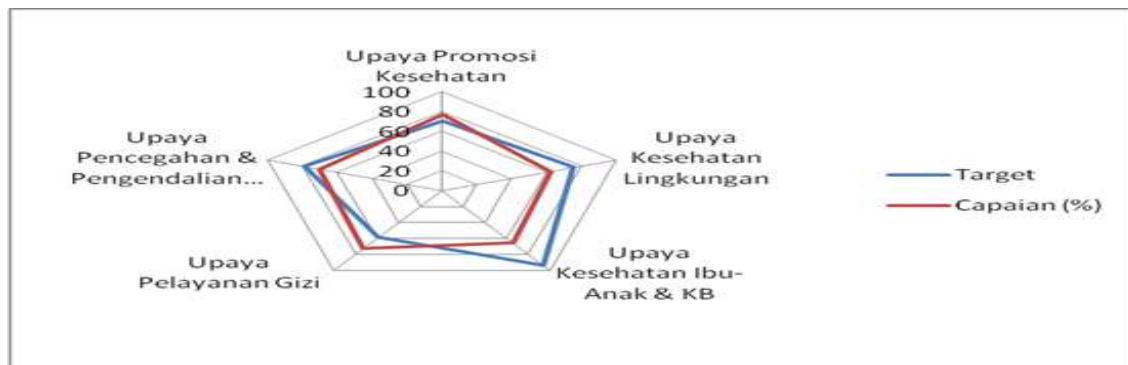 Upaya Promosi
Kesehatan
100
80
60
40
20
0
Upaya
Kesehatan
Lingkungan
Upaya
Kesehatan Ibu-
Anak & KB
Upaya
Pelayanan Gizi
Upaya
Pencegahan &
Pengendalian ...
Target
Capaian (%)